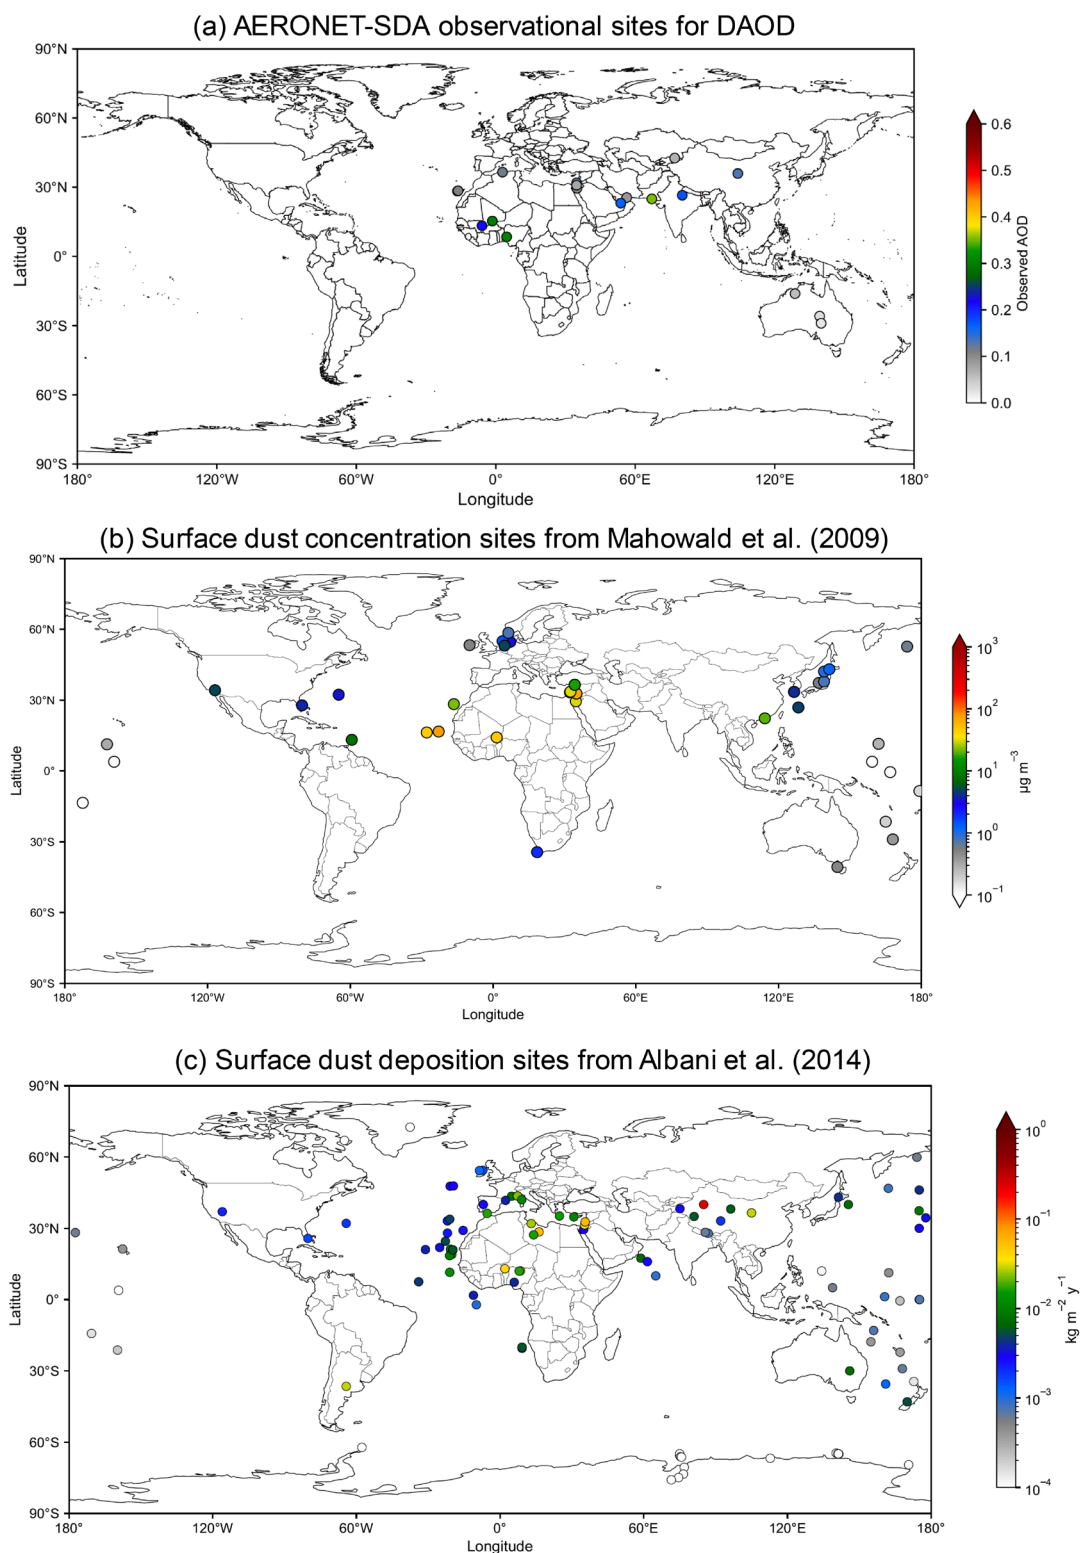 (a) AERONET-SDA observational sites for DAOD
90°N
60°N
30°N
0°
30°S
60°S
90°S
Latitude
180°
120°W
60°W
0°
60°E
120°E
180°
Longitude
0.6
0.5
0.4
0.3
0.2
0.1
0.0
Observed AOD
(b) Surface dust concentration sites from Mahowald et al. (2009)
90°N
60°N
30°N
0°
30°S
60°S
90°S
Latitude
180°
120°W
60°W
0°
60°E
120°E
180°
Longitude
10³
10²
10¹
10⁰
10⁻¹
µg m⁻³
(c) Surface dust deposition sites from Albani et al. (2014)
90°N
60°N
30°N
0°
30°S
60°S
90°S
Latitude
180°
120°W
60°W
0°
60°E
120°E
180°
Longitude
10⁰
10⁻¹
10⁻²
10⁻³
10⁻⁴
kg m⁻² y⁻¹